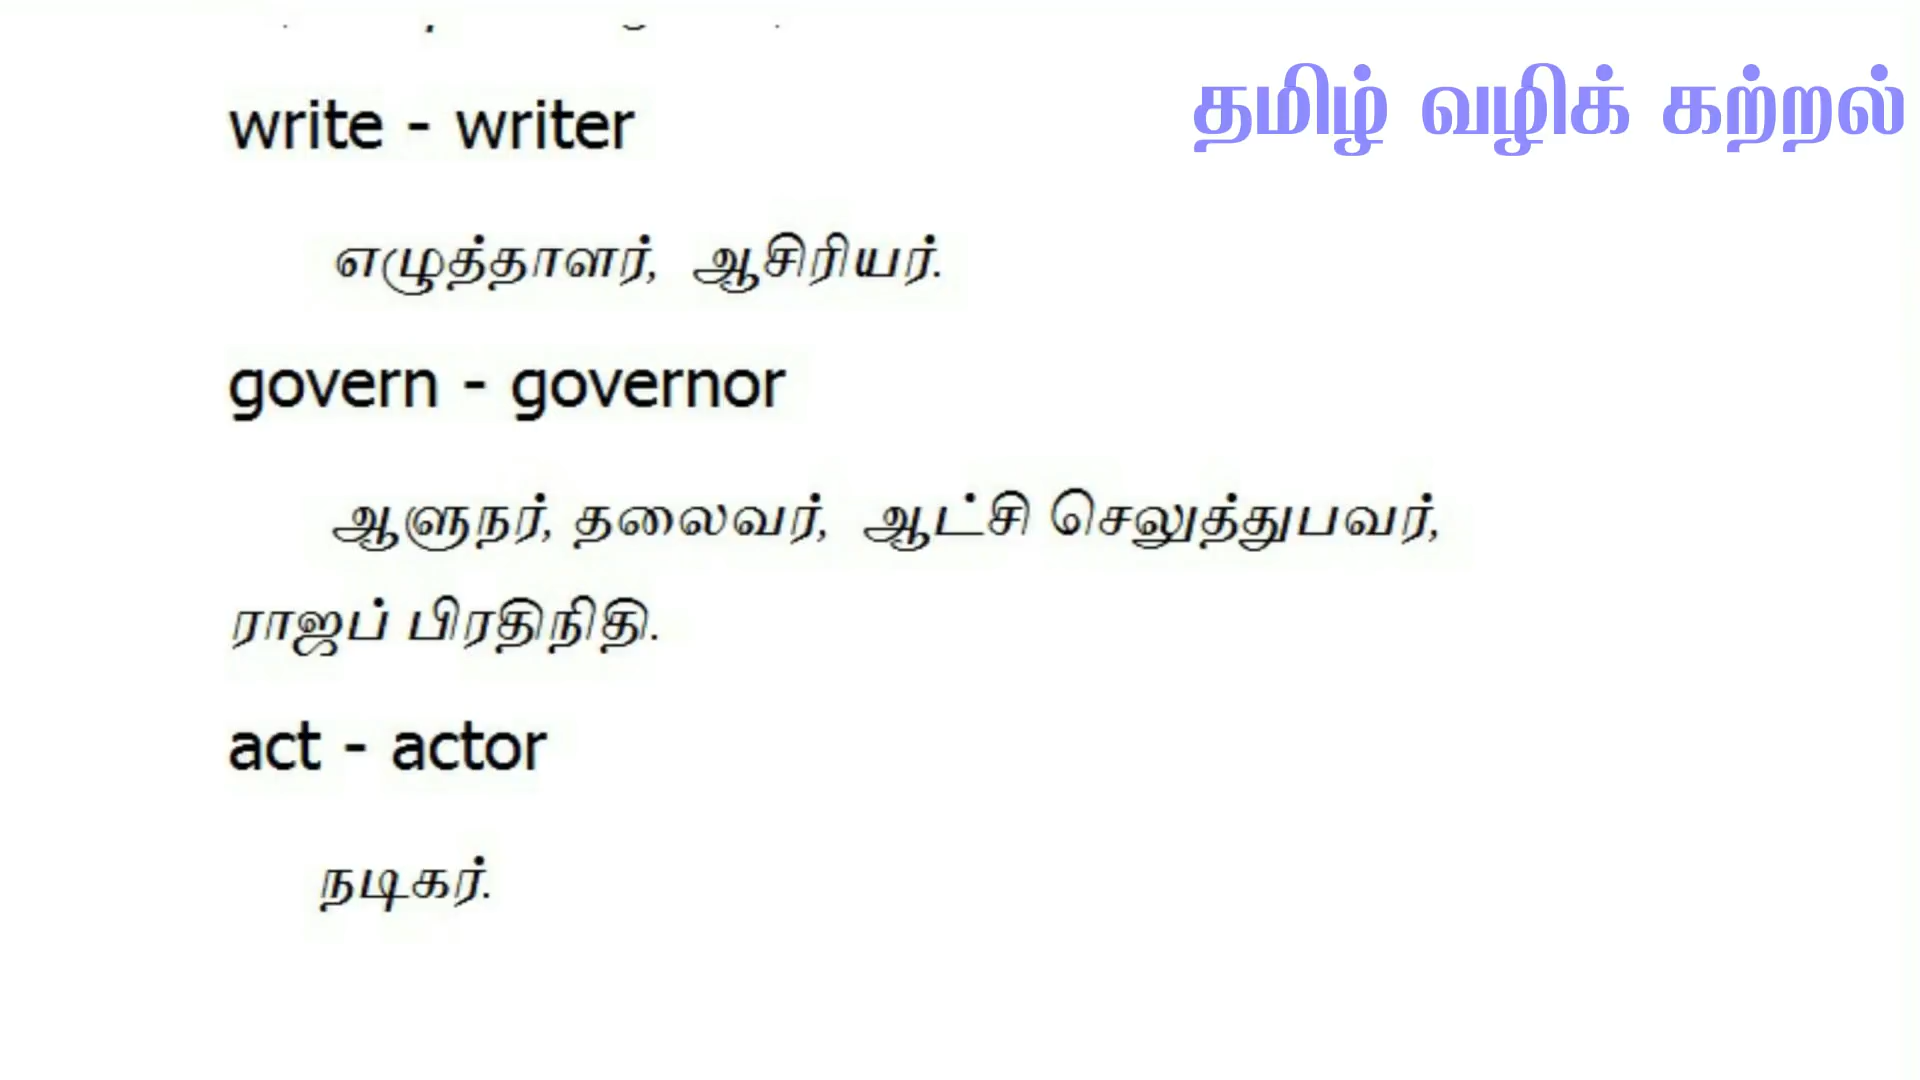 தமிழ் வழிக் கற்றல்
write - writer
எழுத்தாளர், ஆசிரியர்.
govern - governor
ஆளுநர், தலைவர், ஆட்சி செலுத்துபவர்,
ராஜப் பிரதிநிதி.
act - actor
நடிகர்.